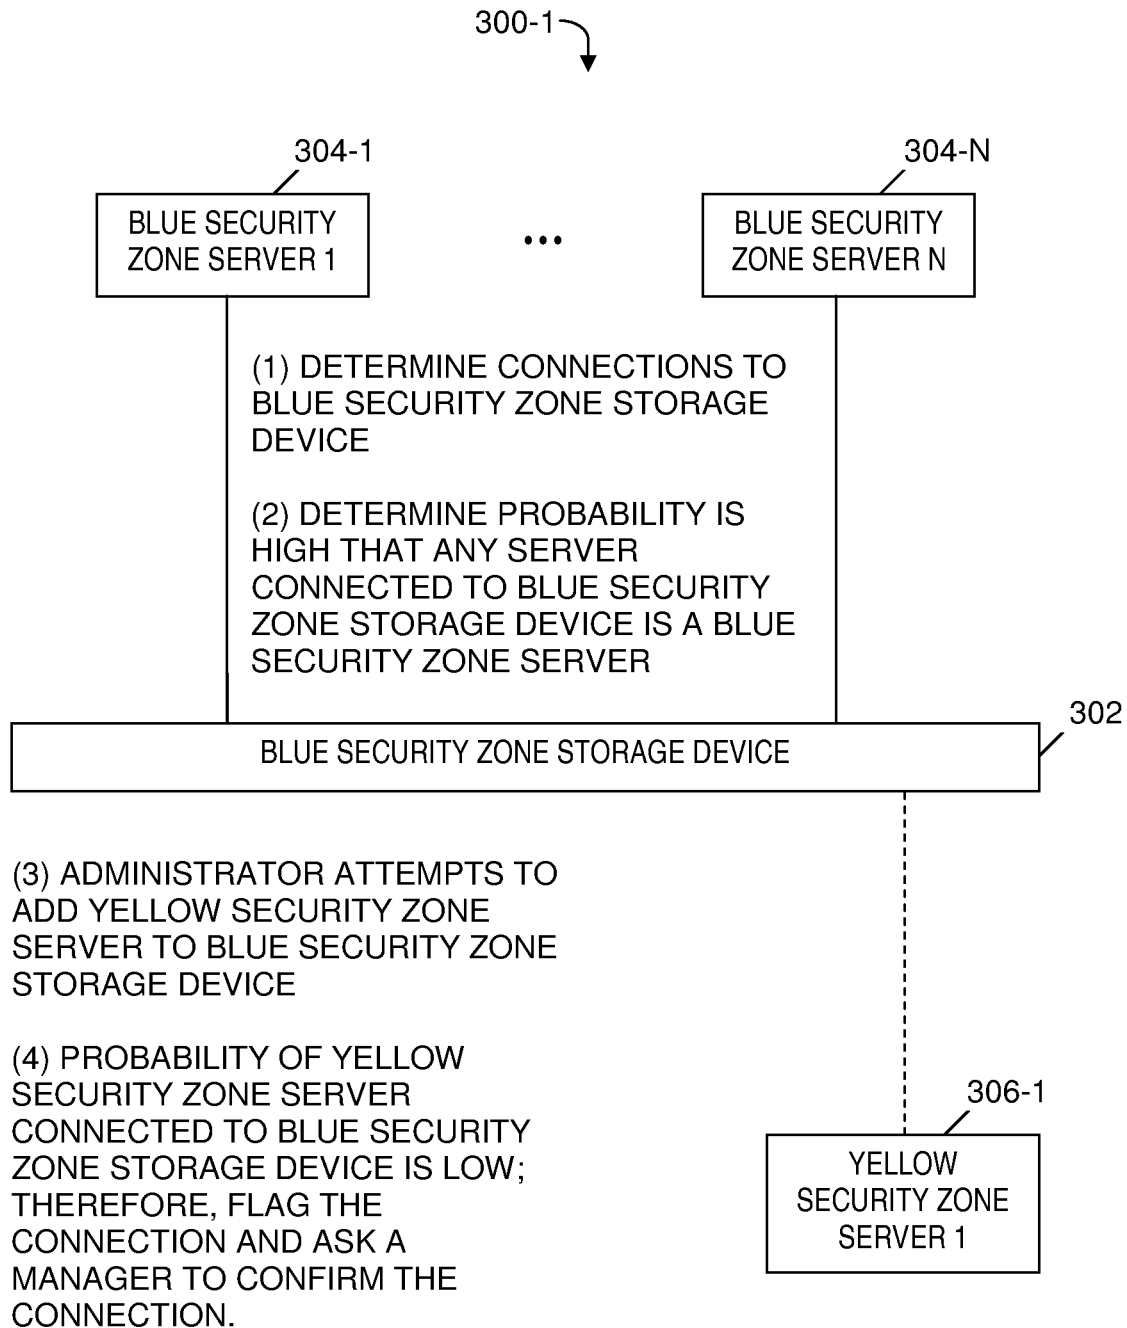 300-1
304-1
304-N
BLUE SECURITY
ZONE SERVER 1
...
BLUE SECURITY
ZONE SERVER N
(1) DETERMINE CONNECTIONS TO
BLUE SECURITY ZONE STORAGE
DEVICE
(2) DETERMINE PROBABILITY IS
HIGH THAT ANY SERVER
CONNECTED TO BLUE SECURITY
ZONE STORAGE DEVICE IS A BLUE
SECURITY ZONE SERVER
302
BLUE SECURITY ZONE STORAGE DEVICE
(3) ADMINISTRATOR ATTEMPTS TO
ADD YELLOW SECURITY ZONE
SERVER TO BLUE SECURITY ZONE
STORAGE DEVICE
(4) PROBABILITY OF YELLOW
SECURITY ZONE SERVER
CONNECTED TO BLUE SECURITY
ZONE STORAGE DEVICE IS LOW;
THEREFORE, FLAG THE
CONNECTION AND ASK A
MANAGER TO CONFIRM THE
CONNECTION.
306-1
YELLOW
SECURITY ZONE
SERVER 1